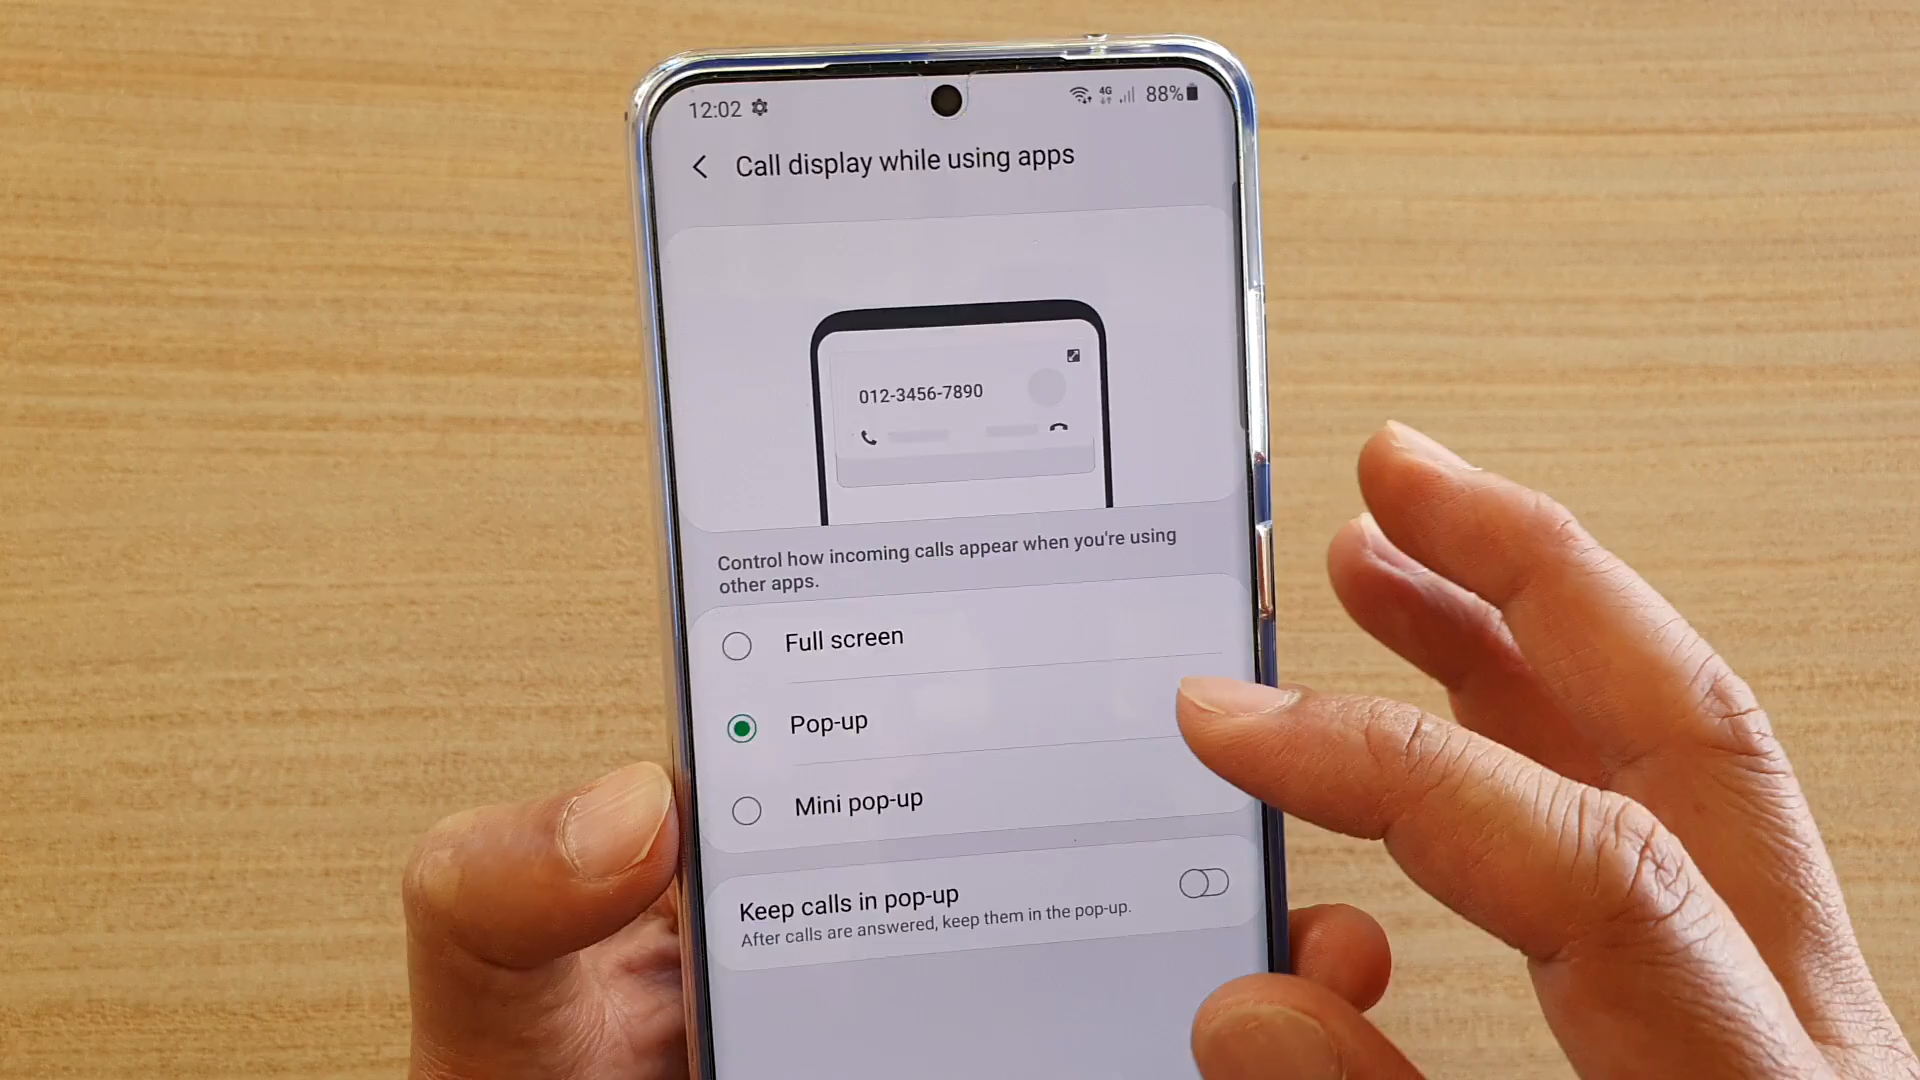 12:02
4G
88%
Call display while using apps
012-3456-7890
Control how incoming calls appear when you're using
other apps.
Full screen
Pop-up
Mini pop-up
Keep calls in pop-up
After calls are answered, keep them in the pop-up.